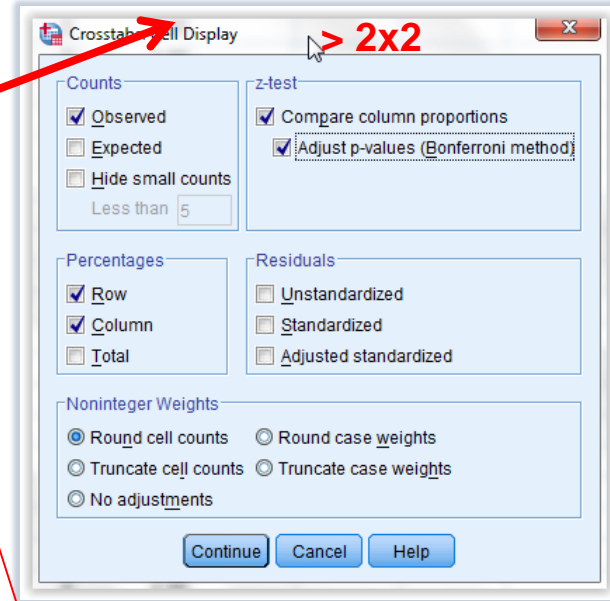 Crosstabs: Cell Display
> 2x2
Counts
Observed
Expected
Hide small counts
Less than 5
z-test
Compare column proportions
Adjust p-values (Bonferroni method)
Percentages
Row
Column
Total
Residuals
Unstandardized
Standardized
Adjusted standardized
Noninteger Weights
Round cell counts Round case weights
Truncate cell counts Truncate case weights
No adjustments
Continue Cancel Help